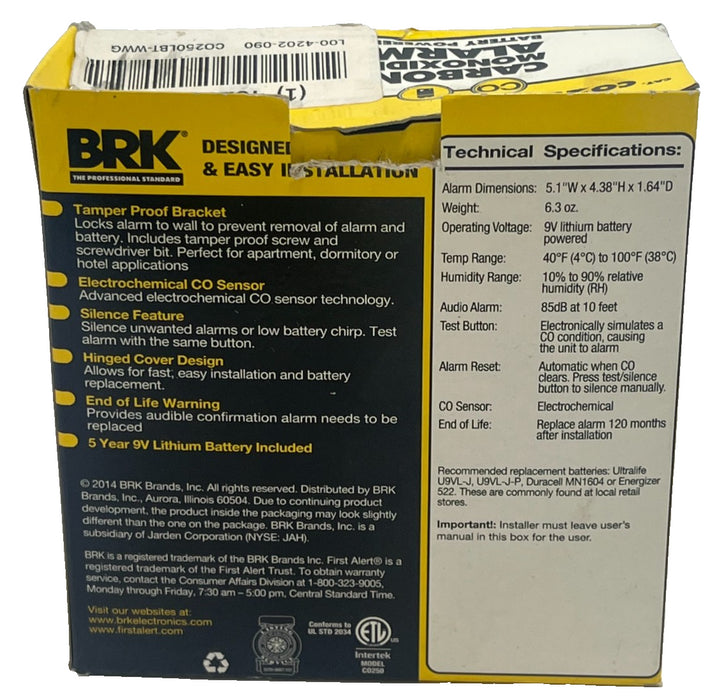 L00-4202-090 CO250LBT-WWG
(1)
CARBON
MONOXIDE
ALARM
BATTERY POWERED
CO
BRK®
THE PROFESSIONAL STANDARD
DESIGNED
& EASY INSTALLATION
Tamper Proof Bracket
Locks alarm to wall to prevent removal of alarm and
battery. Includes tamper proof screw and
screwdriver bit. Perfect for apartment, dormitory or
hotel applications
Electrochemical CO Sensor
Advanced electrochemical CO sensor technology.
Silence Feature
Silence unwanted alarms or low battery chirp. Test
alarm with the same button.
Hinged Cover Design
Allows for fast, easy installation and battery
replacement.
End of Life Warning
Provides audible confirmation alarm needs to be
replaced
5 Year 9V Lithium Battery Included
© 2014 BRK Brands, Inc. All rights reserved. Distributed by BRK
Brands, Inc., Aurora, Illinois 60504. Due to continuing product
development, the product inside the packaging may look slightly
different than the one on the package. BRK Brands, Inc. is a
subsidiary of Jarden Corporation (NYSE: JAH).
BRK is a registered trademark of the BRK Brands Inc. First Alert® is a
registered trademark of the First Alert Trust. To obtain warranty
service, contact the Consumer Affairs Division at 1-800-323-9005,
Monday through Friday, 7:30 am – 5:00 pm, Central Standard Time.
Visit our websites at:
www.brkelectronics.com
www.firstalert.com
Conforms to
UL STD 2034
ETL
US
Intertek
MODEL
CO250
Technical Specifications:
Alarm Dimensions: 5.1"W x 4.38"H x 1.64"D
Weight: 6.3 oz.
Operating Voltage: 9V lithium battery
powered
Temp Range: 40°F (4°C) to 100°F (38°C)
Humidity Range: 10% to 90% relative
humidity (RH)
Audio Alarm: 85dB at 10 feet
Test Button: Electronically simulates a
CO condition, causing
the unit to alarm
Alarm Reset: Automatic when CO
clears. Press test/silence
button to silence manually.
CO Sensor: Electrochemical
End of Life: Replace alarm 120 months
after installation
Recommended replacement batteries: Ultralife
U9VL-J, U9VL-J-P, Duracell MN1604 or Energizer
522. These are commonly found at local retail
stores.
Important!: Installer must leave user's
manual in this box for the user.